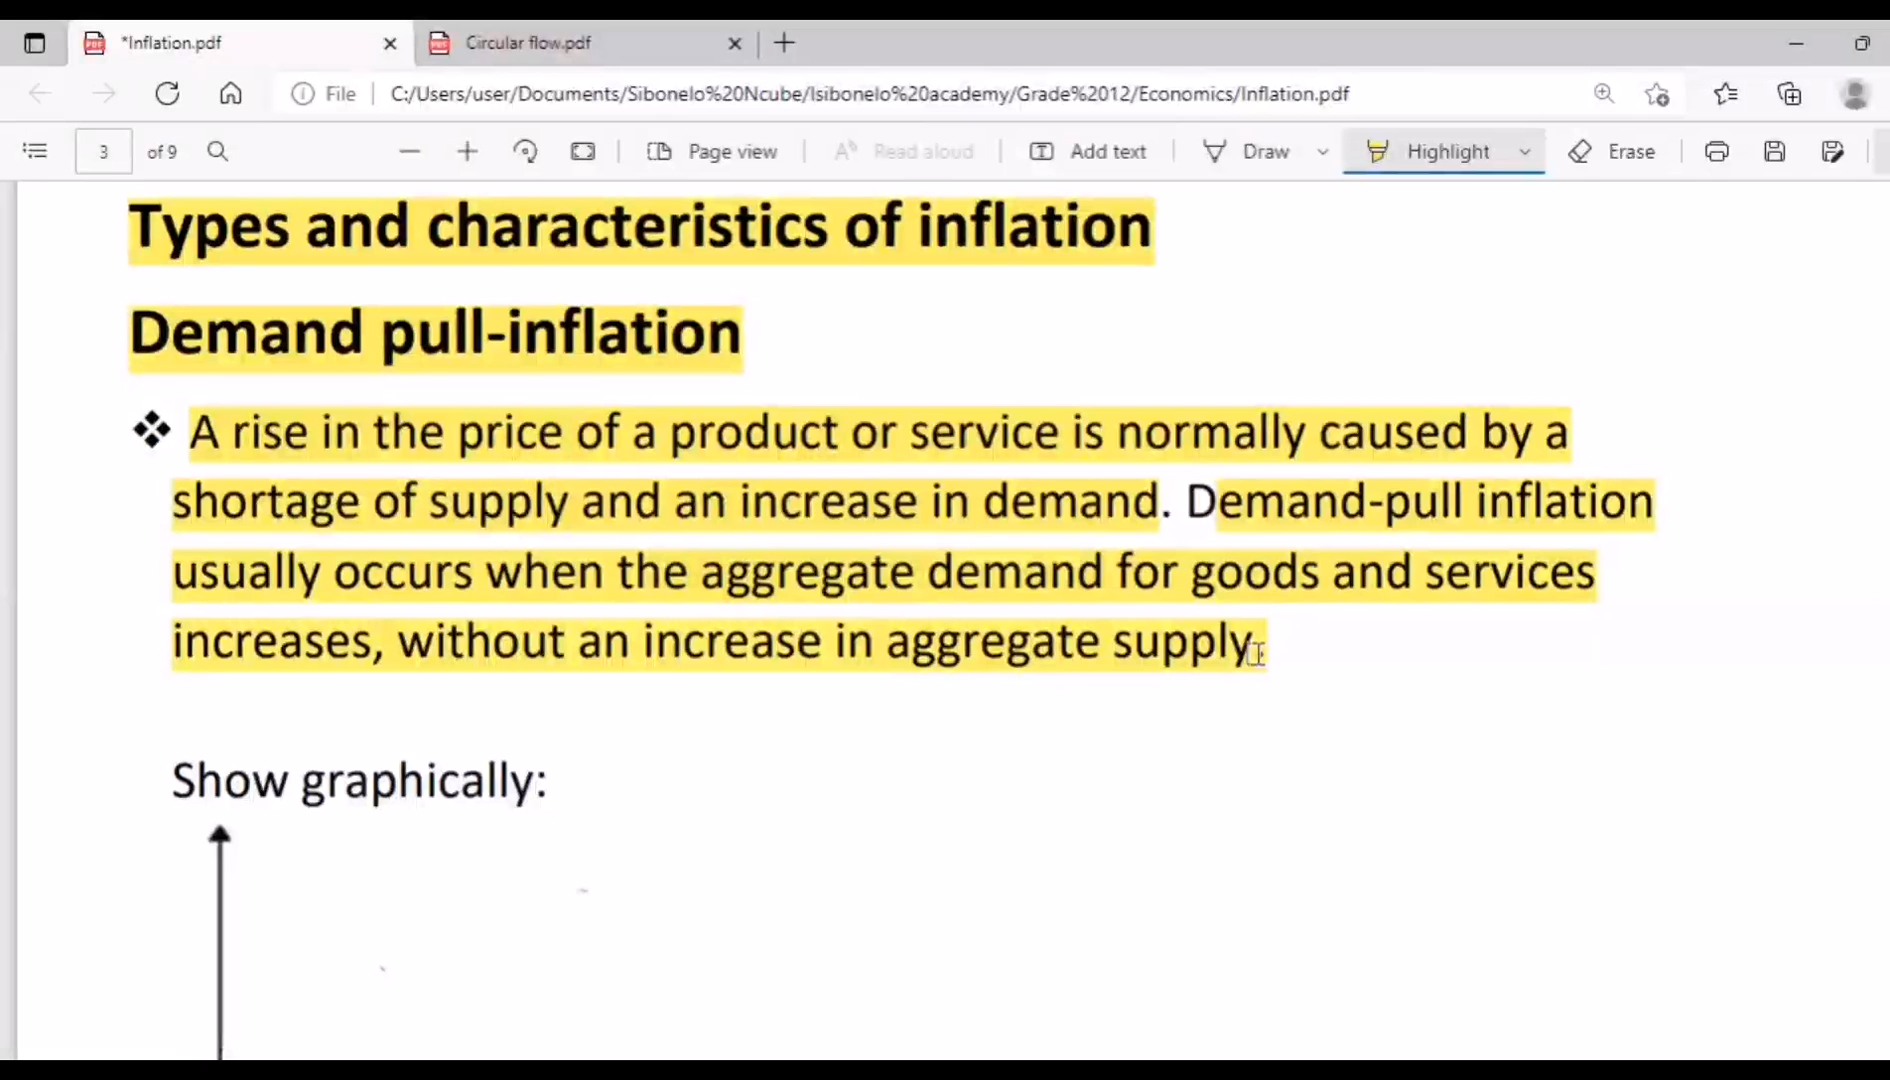 *Inflation.pdf
Circular flow.pdf
File
C:/Users/user/Documents/Sibonelo%20Ncube/Isibonelo%20academy/Grade%2012/Economics/Inflation.pdf
3 of 9
Page view
Read aloud
Add text
Draw
Highlight
Erase
Types and characteristics of inflation
Demand pull-inflation
❖ A rise in the price of a product or service is normally caused by a
shortage of supply and an increase in demand. Demand-pull inflation
usually occurs when the aggregate demand for goods and services
increases, without an increase in aggregate supply.
Show graphically: